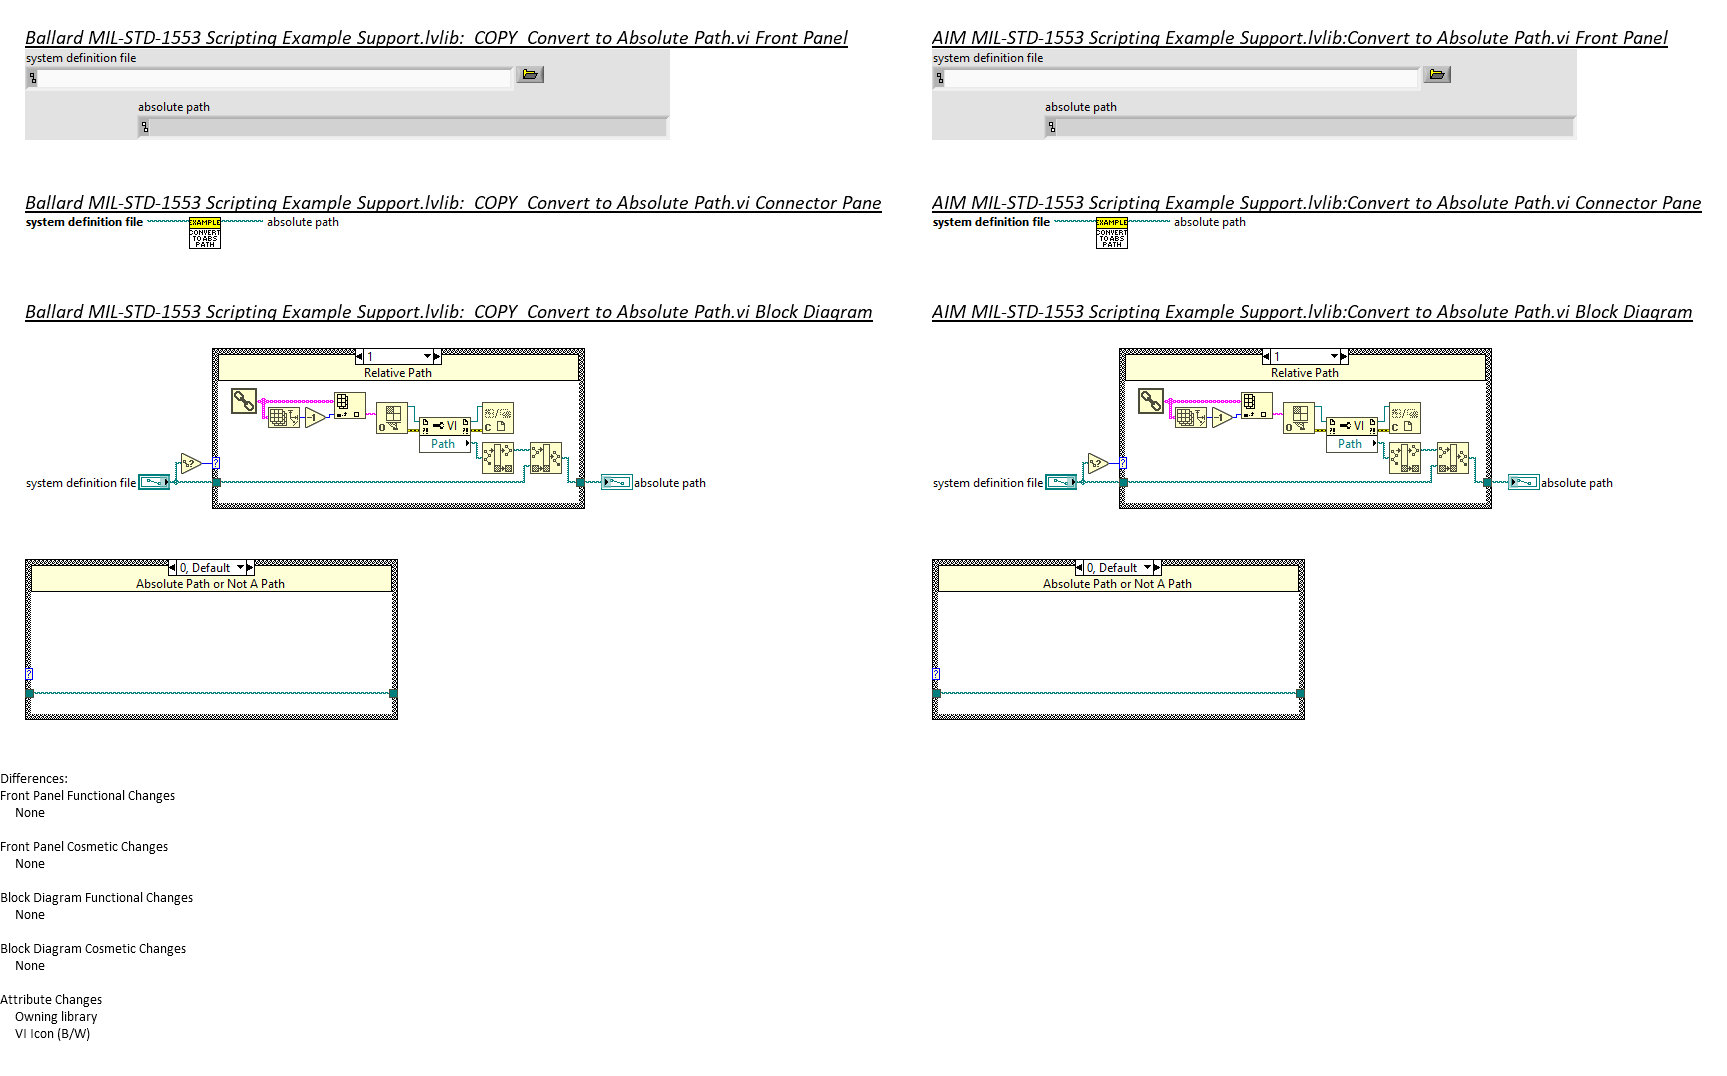 Ballard MIL-STD-1553 Scripting Example Support.lvlib:_COPY_Convert to Absolute Path.vi Front Panel
system definition file
absolute path
Ballard MIL-STD-1553 Scripting Example Support.lvlib:_COPY_Convert to Absolute Path.vi Connector Pane
system definition file
EXAMPLE
CONVERT
TO ABS
PATH
absolute path
Ballard MIL-STD-1553 Scripting Example Support.lvlib:_COPY_Convert to Absolute Path.vi Block Diagram
1
Relative Path
-1
VI
Path
system definition file
absolute path
0, Default
Absolute Path or Not A Path
AIM MIL-STD-1553 Scripting Example Support.lvlib:Convert to Absolute Path.vi Front Panel
system definition file
absolute path
AIM MIL-STD-1553 Scripting Example Support.lvlib:Convert to Absolute Path.vi Connector Pane
system definition file
EXAMPLE
CONVERT
TO ABS
PATH
absolute path
AIM MIL-STD-1553 Scripting Example Support.lvlib:Convert to Absolute Path.vi Block Diagram
1
Relative Path
-1
VI
Path
system definition file
absolute path
0, Default
Absolute Path or Not A Path
Differences:
Front Panel Functional Changes
None
Front Panel Cosmetic Changes
None
Block Diagram Functional Changes
None
Block Diagram Cosmetic Changes
None
Attribute Changes
Owning library
VI Icon (B/W)